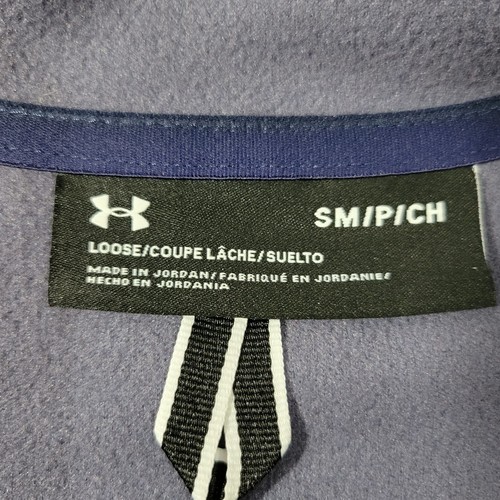 SM/P/CH
LOOSE/COUPE LÂCHE/SUELTO
MADE IN JORDAN/FABRIQUÉ EN JORDANIE/
HECHO EN JORDANIA